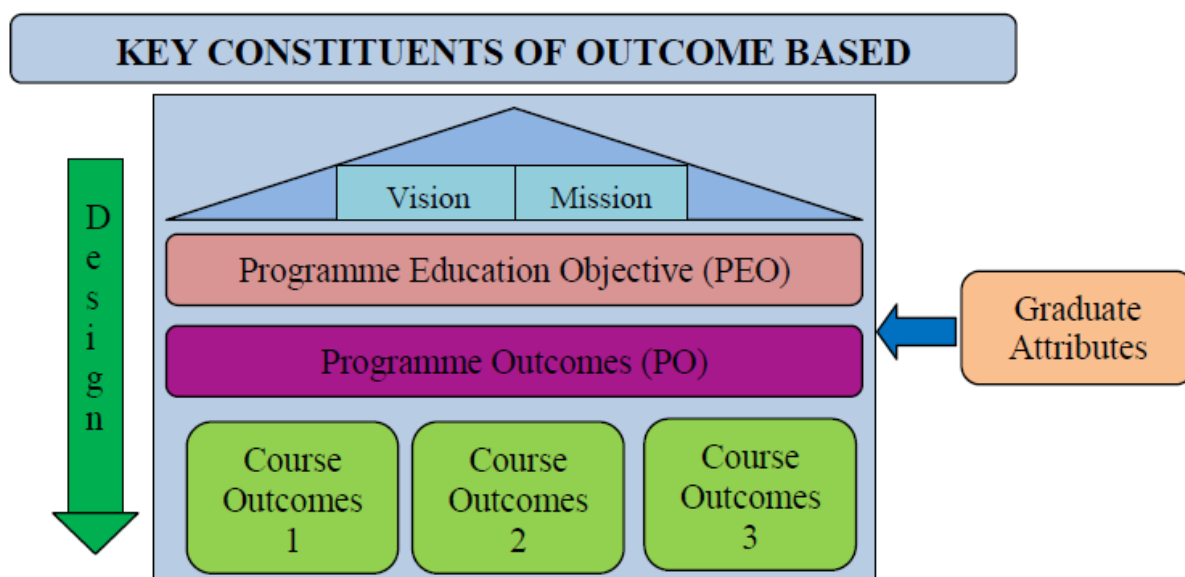 KEY CONSTITUENTS OF OUTCOME BASED
Design
Vision
Mission
Programme Education Objective (PEO)
Programme Outcomes (PO)
Graduate
Attributes
Course
Outcomes
1
Course
Outcomes
2
Course
Outcomes
3